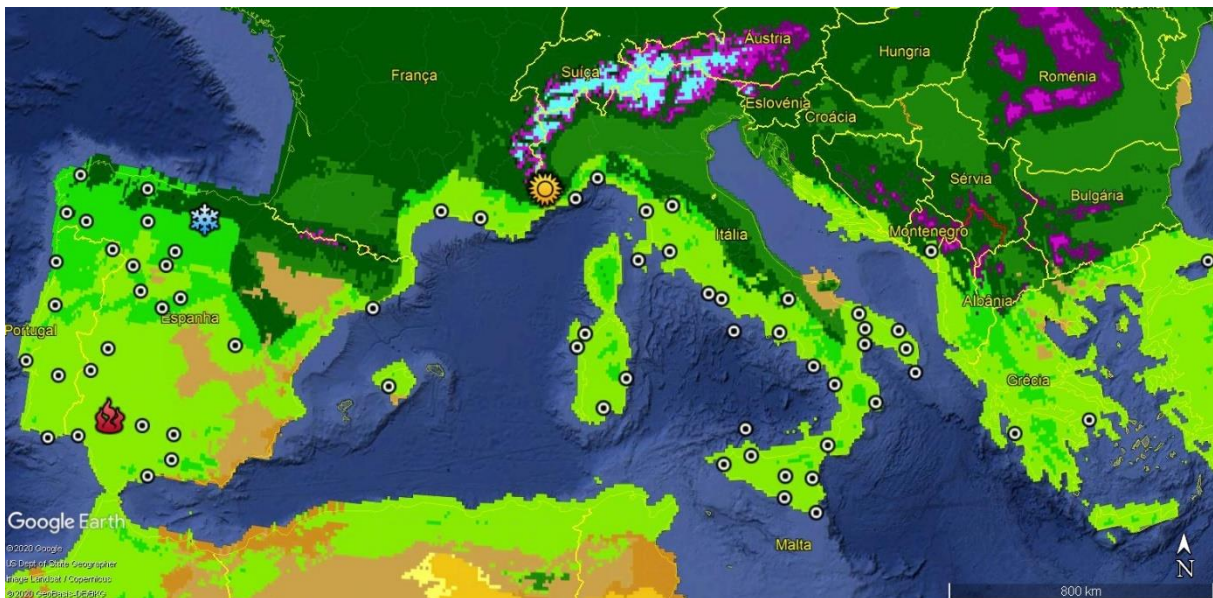 Áustria
Hungria
França
Suíça
Roménia
Eslovénia
Croácia
Sérvia
Bulgária
Itália
Montenegro
Albânia
Portugal
Espanha
Grécia
Google Earth
Malta
N
©2020 Google
US Dept of State Geographer
Image Landsat / Copernicus
©2020 GeoBasis-DE/BKG
800 km